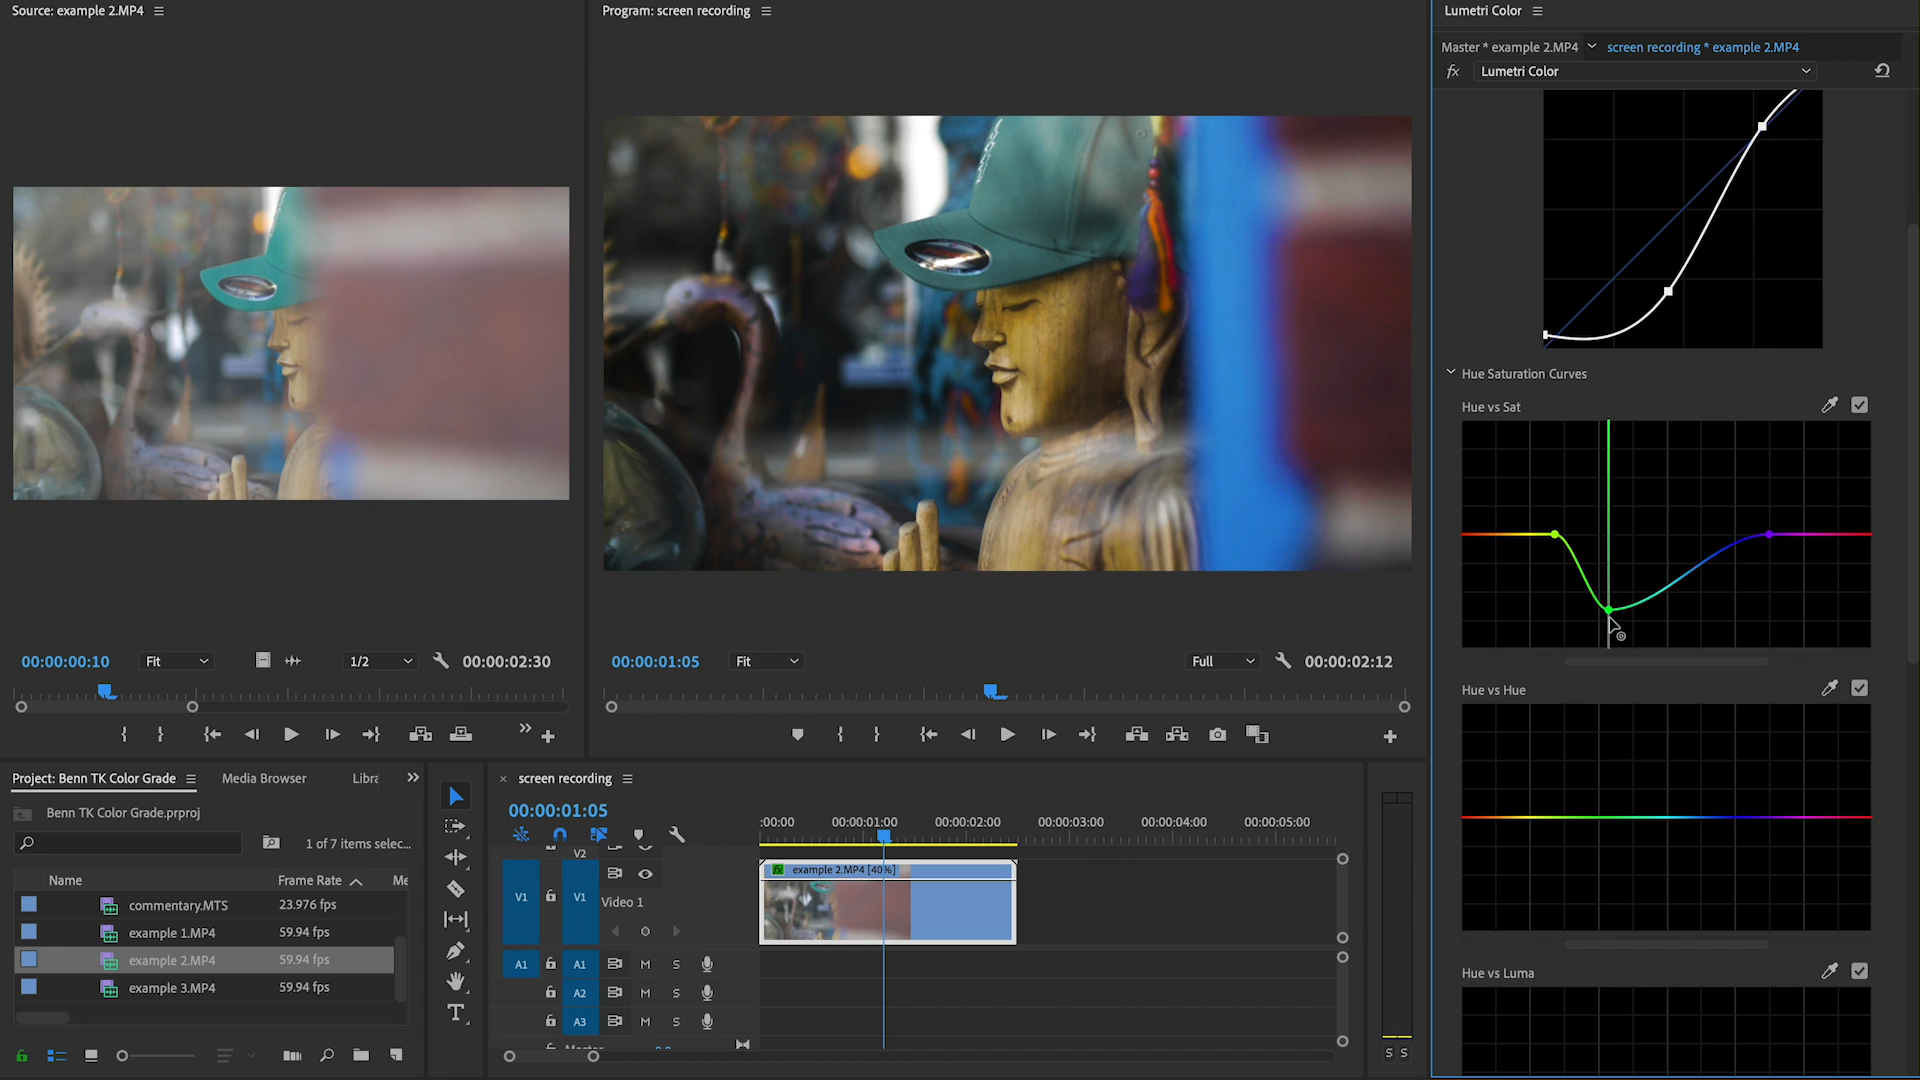 Source: example 2.MP4
Program: screen recording
Lumetri Color
Master * example 2.MP4
screen recording * example 2.MP4
fx
Lumetri Color
Hue Saturation Curves
Hue vs Sat
Hue vs Hue
Hue vs Luma
00:00:00:10
Fit
1/2
00:00:02:30
00:00:01:05
Fit
Full
00:00:02:12
Project: Benn TK Color Grade
Media Browser
Libra
Benn TK Color Grade.prproj
1 of 7 items selec...
Name
Frame Rate
Me
commentary.MTS
23.976 fps
example 1.MP4
59.94 fps
example 2.MP4
59.94 fps
example 3.MP4
59.94 fps
screen recording
00:00:01:05
:00:00
00:00:01:00
00:00:02:00
00:00:03:00
00:00:04:00
00:00:05:00
V2
V1
V1
Video 1
fx
example 2.MP4 [40%]
A1
A1
M
S
A2
M
S
A3
M
S
Master
0.0
S
S